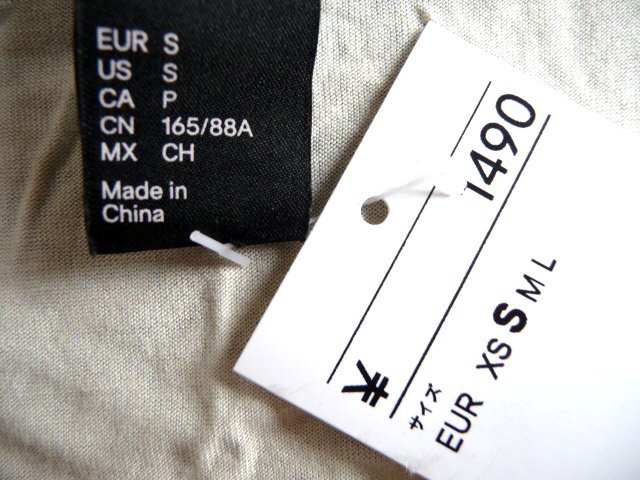 EUR S
US S
CA P
CN 165/88A
MX CH
Made in
China
¥ 1490
サイズ
EUR XS S M L